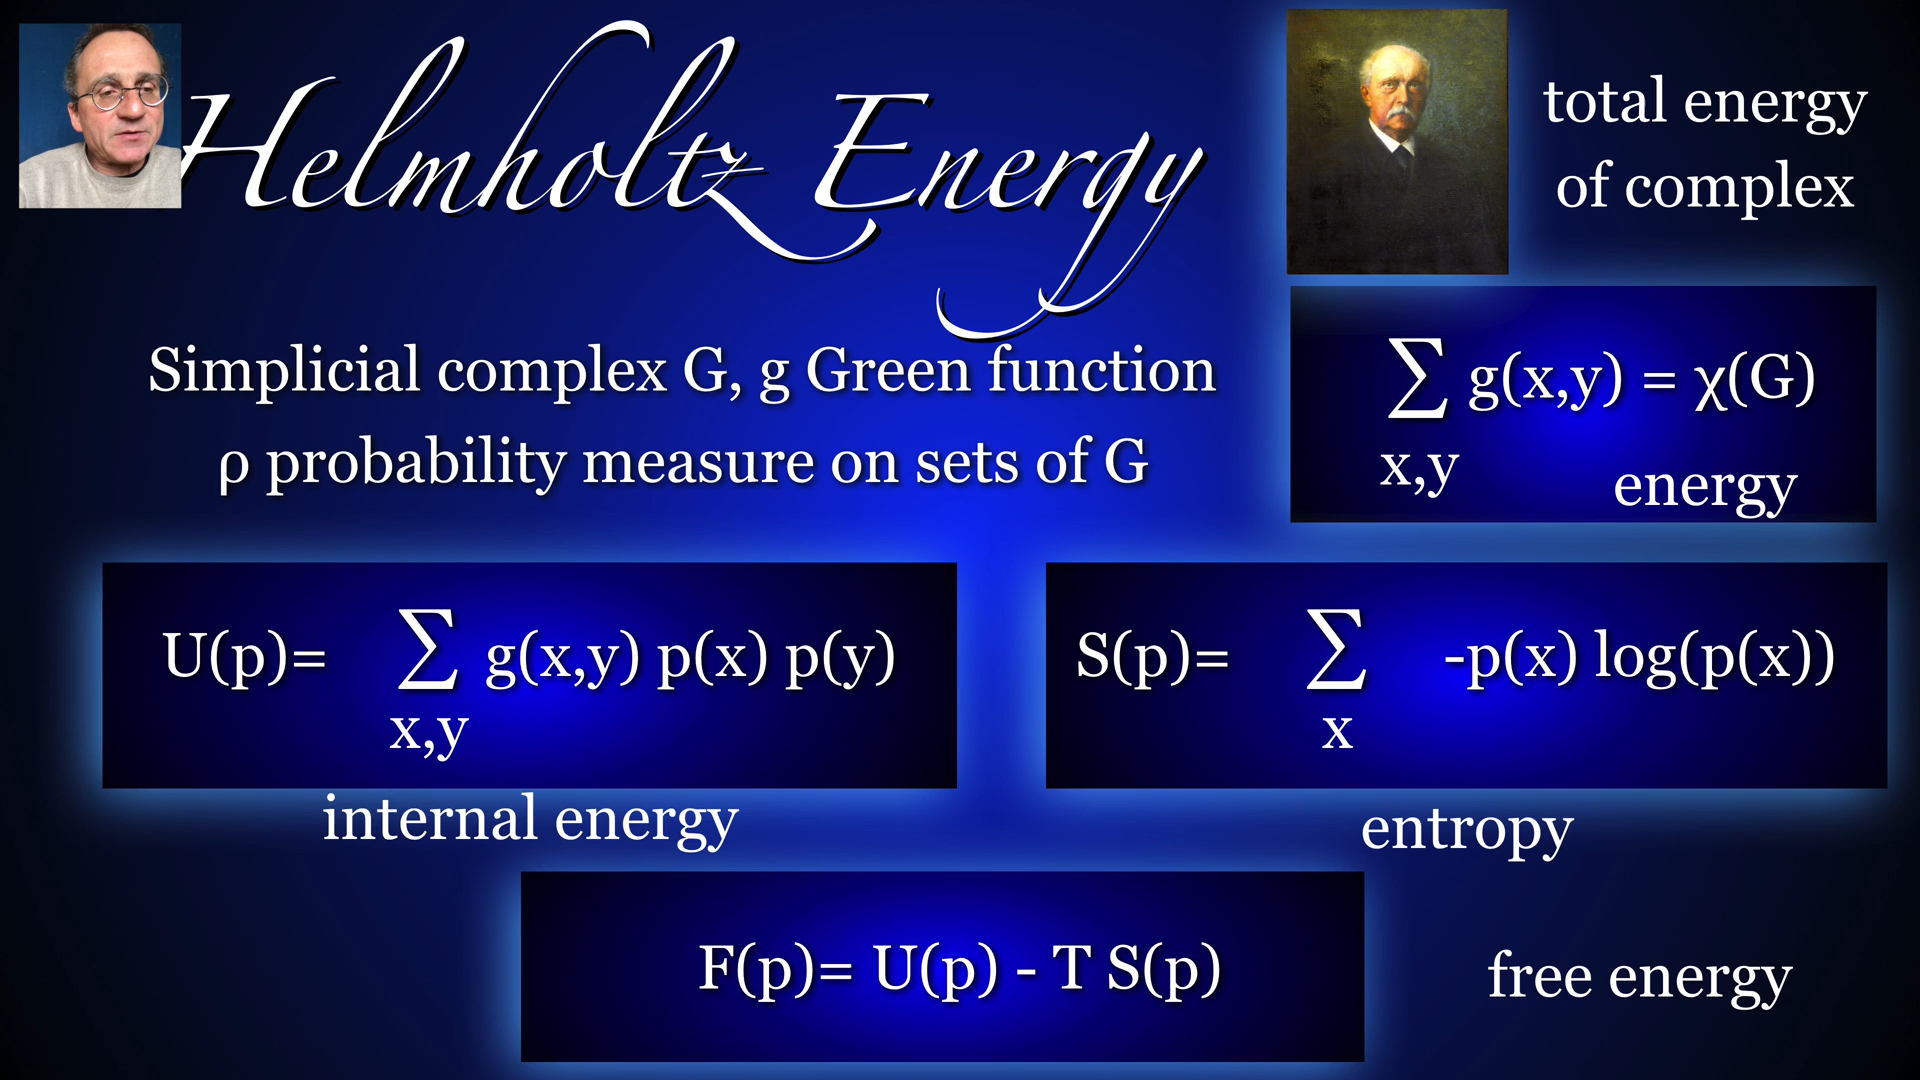 Helmholtz Energy
total energy
of complex
Simplicial complex G, g Green function
ρ probability measure on sets of G
∑ g(x,y) = χ(G)
x,y
energy
U(p)= ∑ g(x,y) p(x) p(y)
x,y
internal energy
S(p)= ∑ -p(x) log(p(x))
x
entropy
F(p)= U(p) - T S(p)
free energy